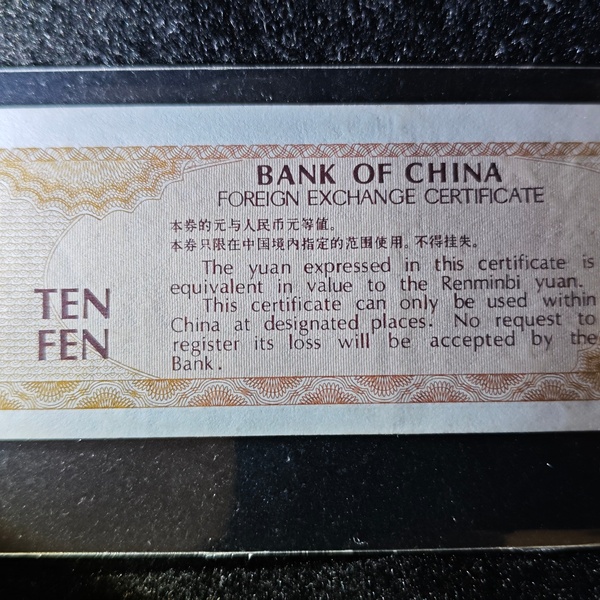 BANK OF CHINA
FOREIGN EXCHANGE CERTIFICATE
本券的元与人民币元等值。
本券只限在中国境内指定的范围使用。不得挂失。
The yuan expressed in this certificate is
equivalent in value to the Renminbi yuan.
This certificate can only be used within
China at designated places. No request to
register its loss will be accepted by the
Bank.
TEN
FEN